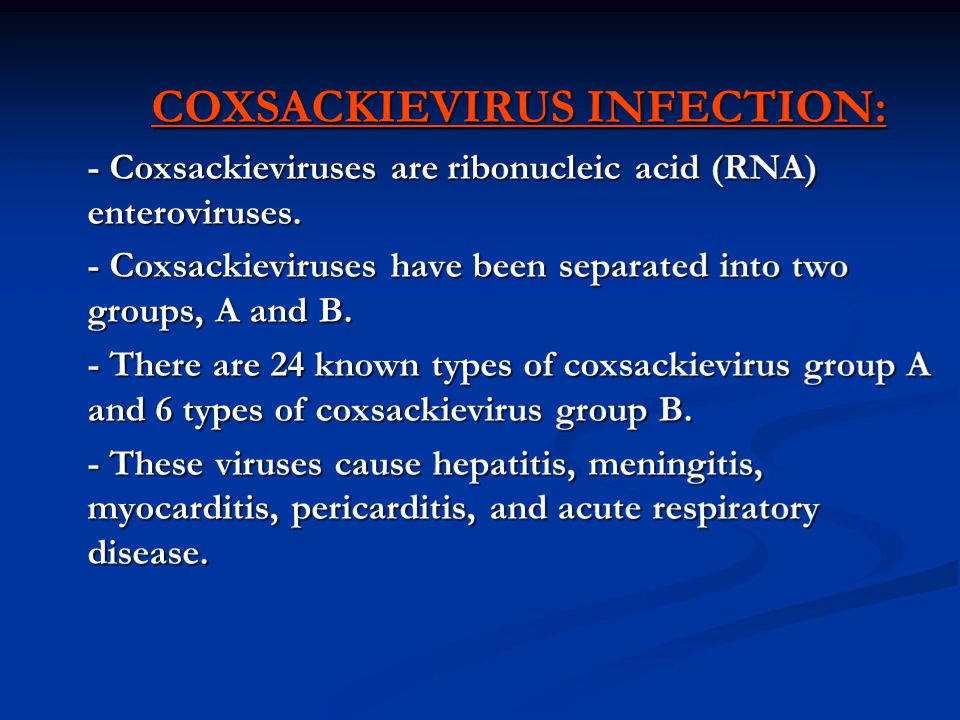 COXSACKIEVIRUS INFECTION:
- Coxsackieviruses are ribonucleic acid (RNA)
enteroviruses.
- Coxsackieviruses have been separated into two
groups, A and B.
- There are 24 known types of coxsackievirus group A
and 6 types of coxsackievirus group B.
- These viruses cause hepatitis, meningitis,
myocarditis, pericarditis, and acute respiratory
disease.